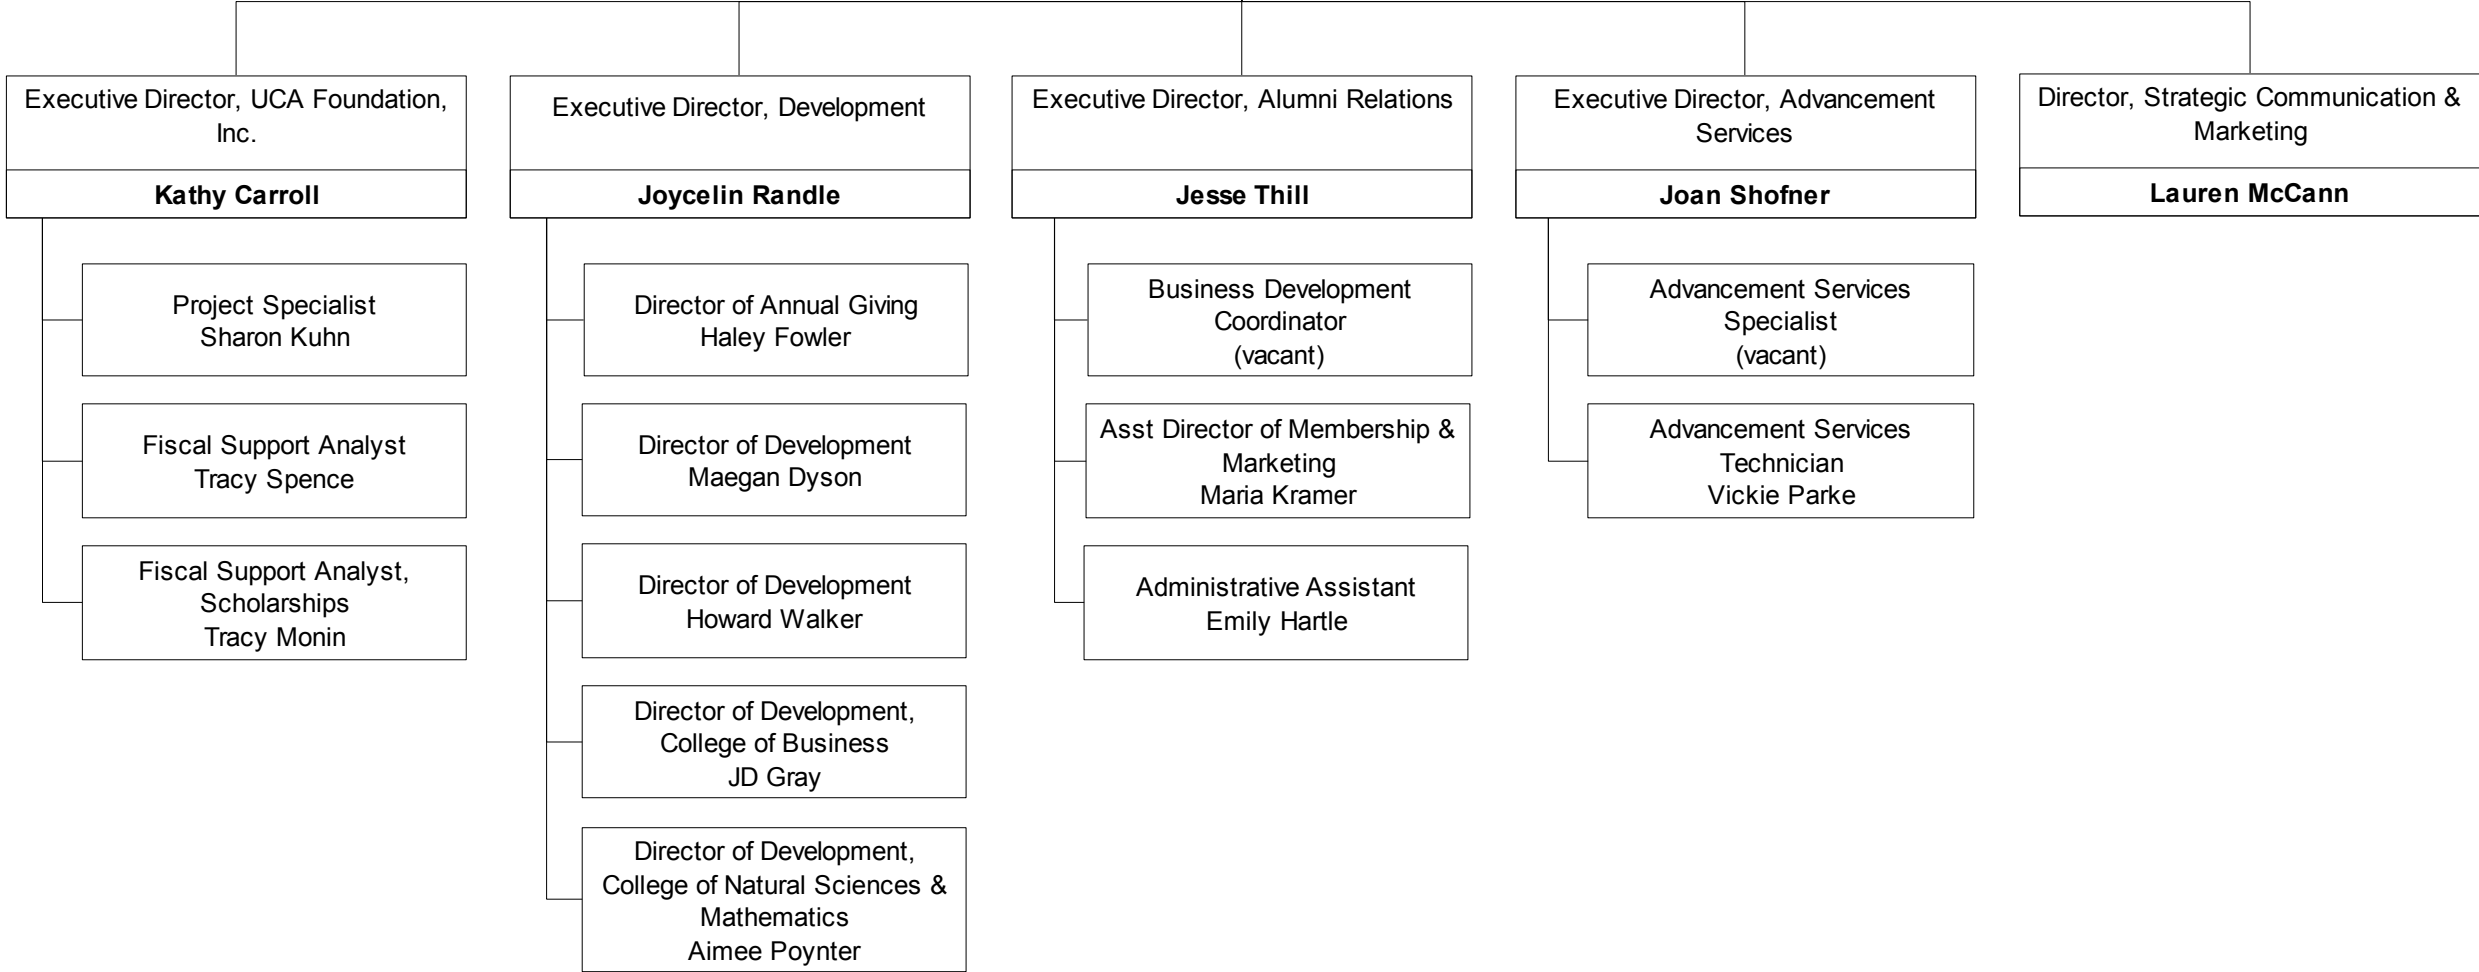 Executive Director, UCA Foundation,
Inc.
Kathy Carroll
Project Specialist
Sharon Kuhn
Fiscal Support Analyst
Tracy Spence
Fiscal Support Analyst,
Scholarships
Tracy Monin
Executive Director, Development
Joycelin Randle
Director of Annual Giving
Haley Fowler
Director of Development
Maegan Dyson
Director of Development
Howard Walker
Director of Development,
College of Business
JD Gray
Director of Development,
College of Natural Sciences &
Mathematics
Aimee Poynter
Executive Director, Alumni Relations
Jesse Thill
Business Development
Coordinator
(vacant)
Asst Director of Membership &
Marketing
Maria Kramer
Administrative Assistant
Emily Hartle
Executive Director, Advancement
Services
Joan Shofner
Advancement Services
Specialist
(vacant)
Advancement Services
Technician
Vickie Parke
Director, Strategic Communication &
Marketing
Lauren McCann